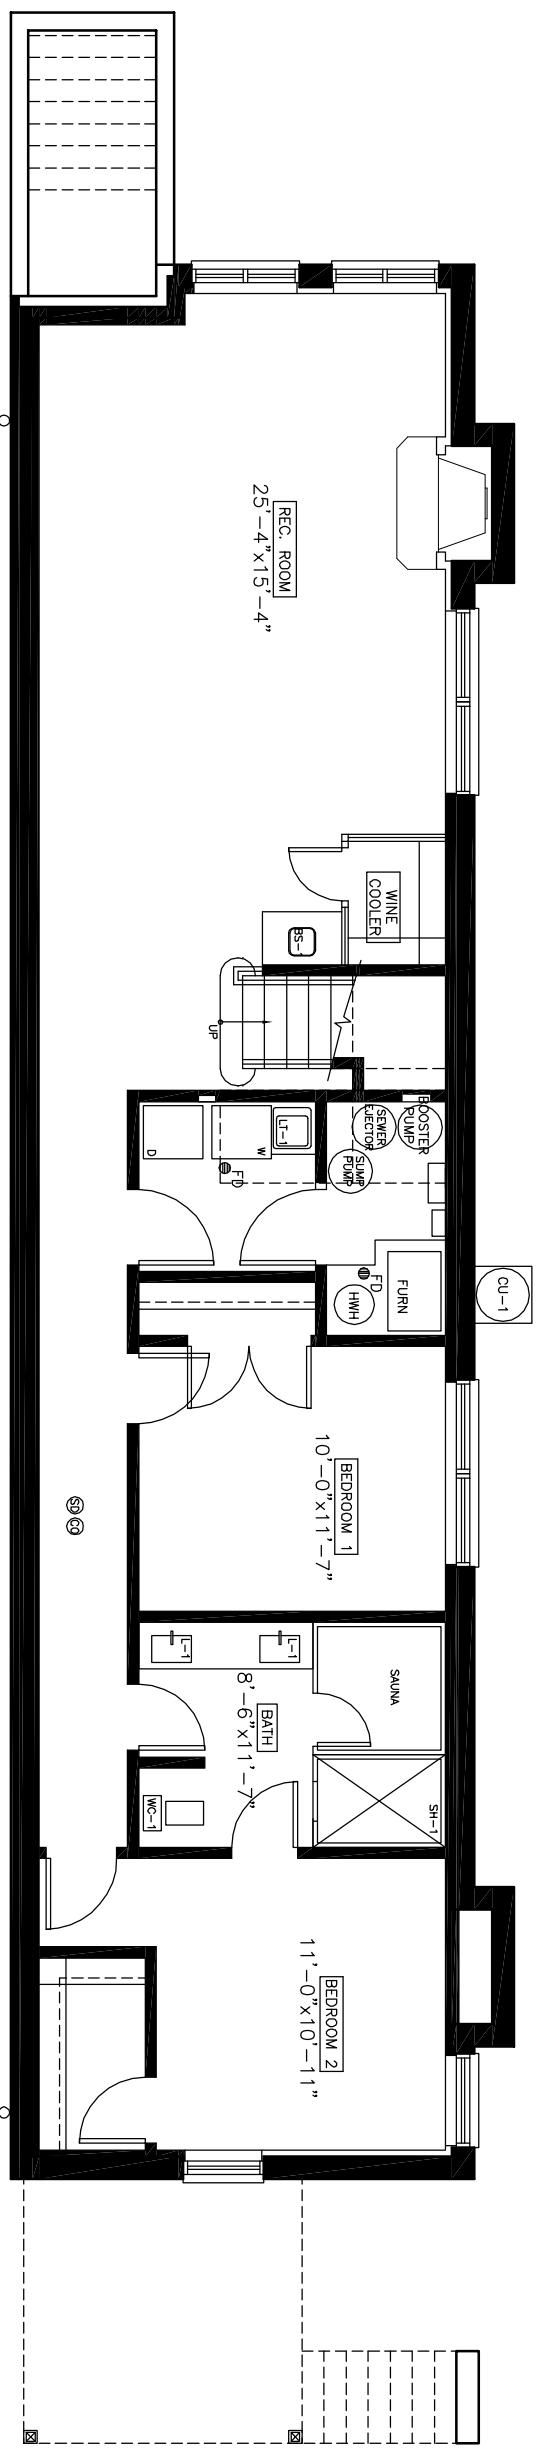 REC. ROOM
25'-4"x15'-4"
WINE
COOLER
BS-1
UP
BOOSTER
PUMP
SEWER
EJECTOR
SUMP
PUMP
LT-1
W
D
FD
FD
HWH
FURN
CU-1
BEDROOM 1
10'-0"x11'-7"
SD CO
L-1
L-1
SAUNA
BATH
8'-6"x11'-7"
SH-1
WC-1
BEDROOM 2
11'-0"x10'-11"